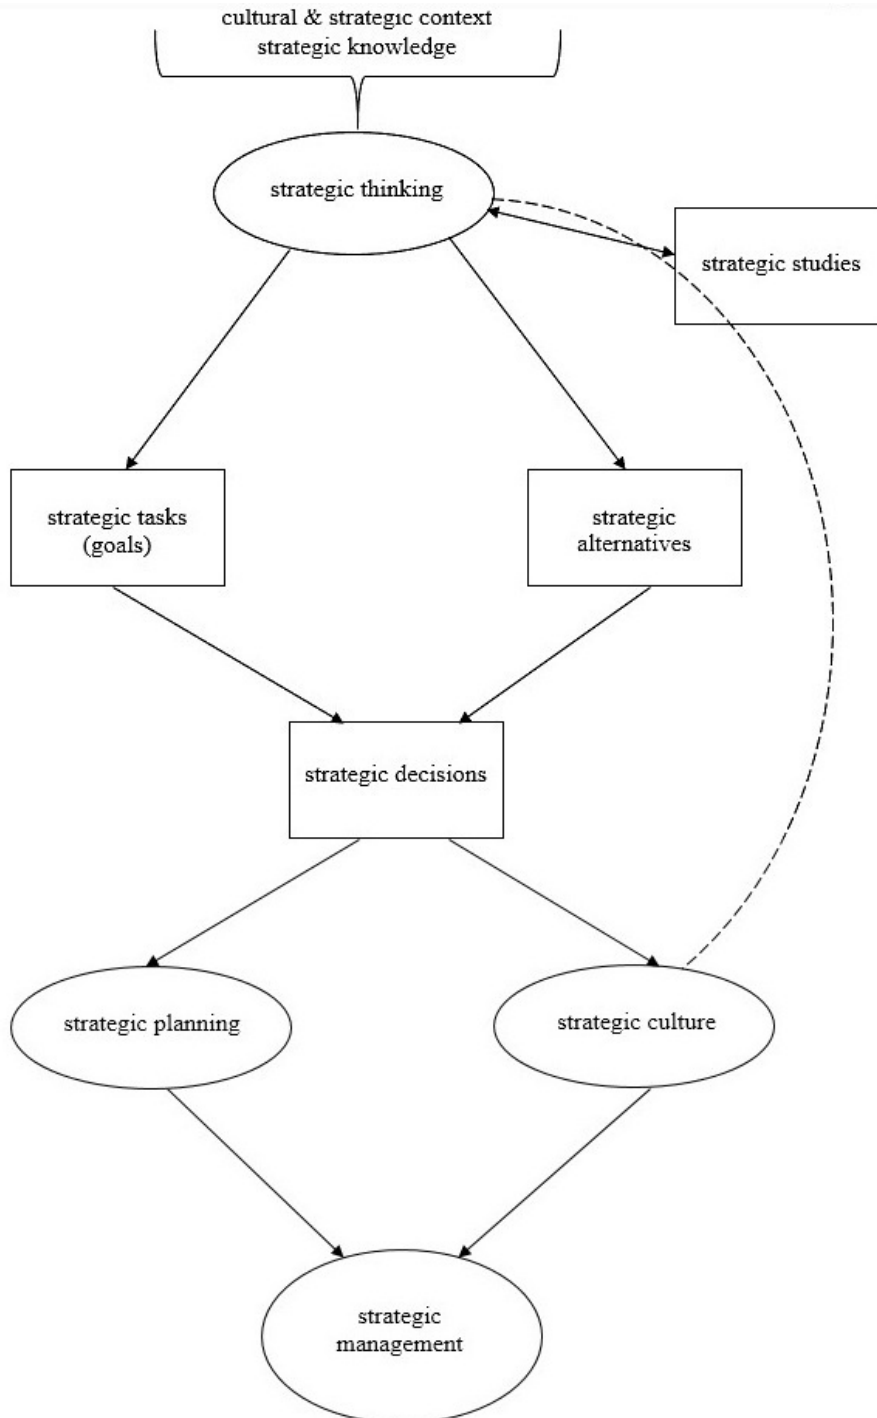 cultural & strategic context
strategic knowledge
strategic thinking
strategic studies
strategic tasks
(goals)
strategic
alternatives
strategic decisions
strategic planning
strategic culture
strategic
management